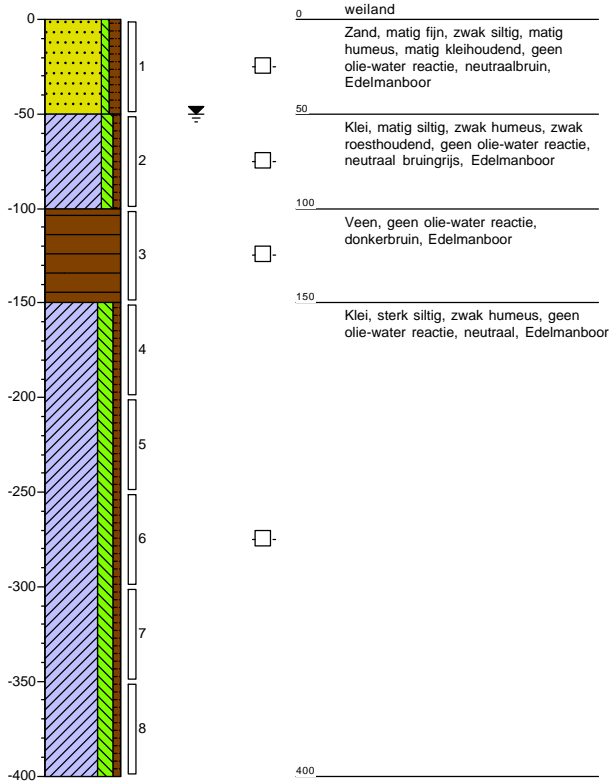 weiland
0
0
Zand, matig fijn, zwak siltig, matig
humeus, matig kleihoudend, geen
olie-water reactie, neutraalbruin,
Edelmanboor
1
-50
50
Klei, matig siltig, zwak humeus, zwak
roesthoudend, geen olie-water reactie,
neutraal bruingrijs, Edelmanboor
2
-100
100
Veen, geen olie-water reactie,
donkerbruin, Edelmanboor
3
-150
150
Klei, sterk siltig, zwak humeus, geen
olie-water reactie, neutraal, Edelmanboor
4
-200
5
-250
6
-300
7
-350
8
-400
400